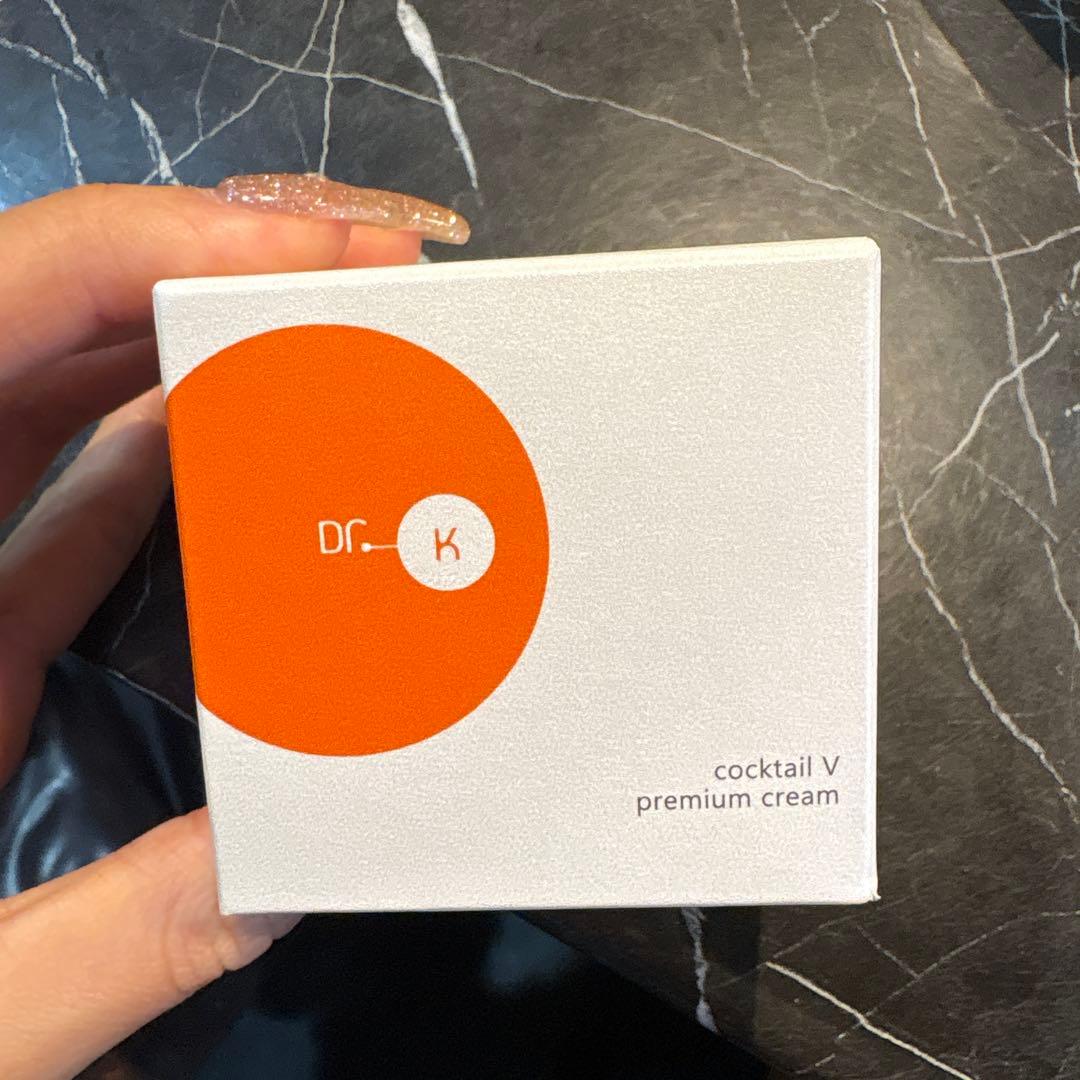 Dr. K
cocktail V
premium cream